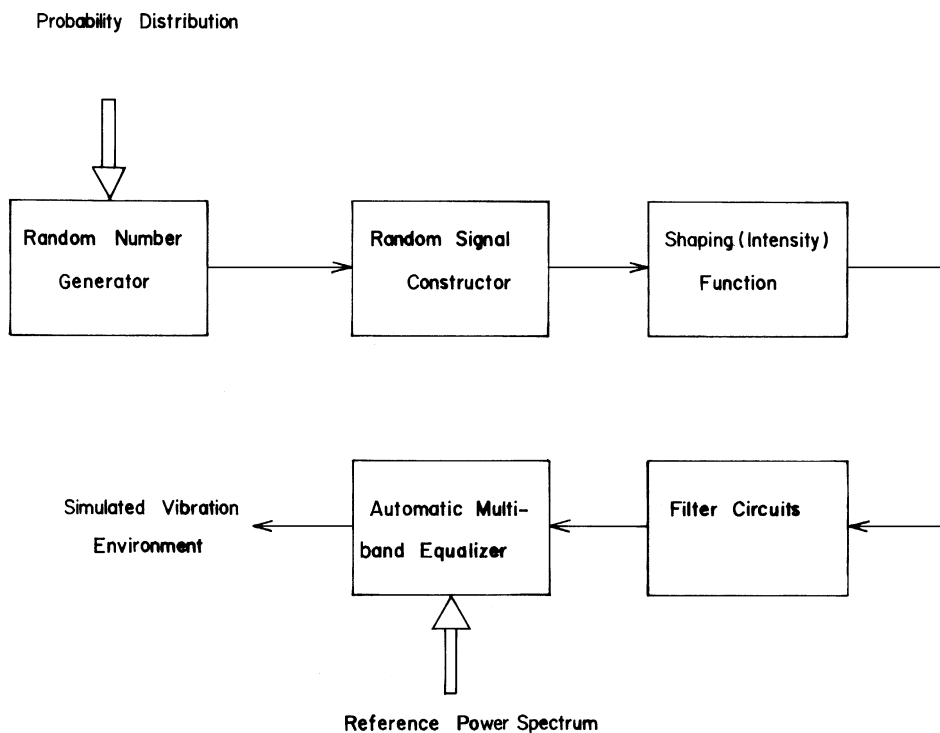 Probability Distribution
Random Number
Generator
Random Signal
Constructor
Shaping (Intensity)
Function
Simulated Vibration
Environment
Automatic Multi-
band Equalizer
Filter Circuits
Reference Power Spectrum